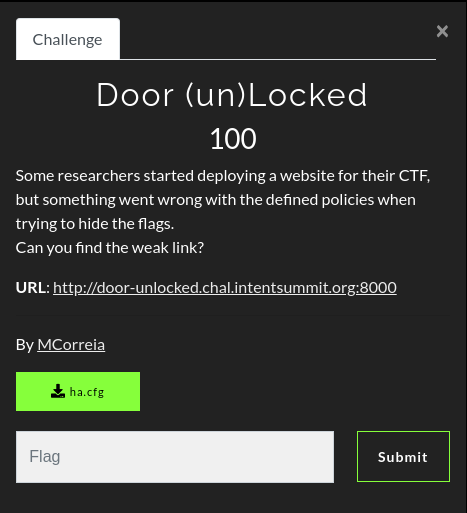 Challenge
×
Door (un)Locked
100
Some researchers started deploying a website for their CTF,
but something went wrong with the defined policies when
trying to hide the flags.
Can you find the weak link?
URL: http://door-unlocked.chal.intentsummit.org:8000
By MCorreia
ha.cfg
Flag
Submit